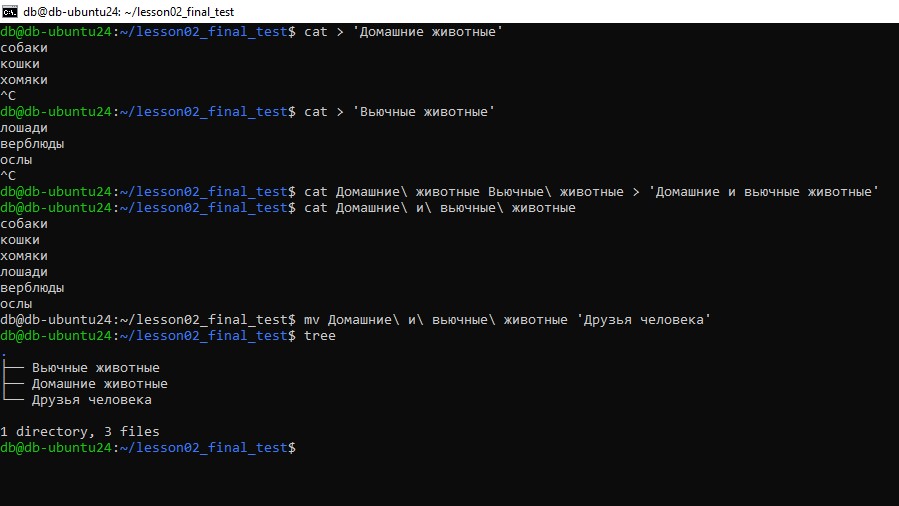 db@db-ubuntu24: ~/lesson02_final_test
db@db-ubuntu24:~/lesson02_final_test$ cat > 'Домашние животные'
собаки
кошки
хомяки
^C
db@db-ubuntu24:~/lesson02_final_test$ cat > 'Вьючные животные'
лошади
верблюды
ослы
^C
db@db-ubuntu24:~/lesson02_final_test$ cat Домашние\ животные Вьючные\ животные > 'Домашние и вьючные животные'
db@db-ubuntu24:~/lesson02_final_test$ cat Домашние\ и\ вьючные\ животные
собаки
кошки
хомяки
лошади
верблюды
ослы
db@db-ubuntu24:~/lesson02_final_test$ mv Домашние\ и\ вьючные\ животные 'Друзья человека'
db@db-ubuntu24:~/lesson02_final_test$ tree
.
├── Вьючные животные
├── Домашние животные
└── Друзья человека
1 directory, 3 files
db@db-ubuntu24:~/lesson02_final_test$